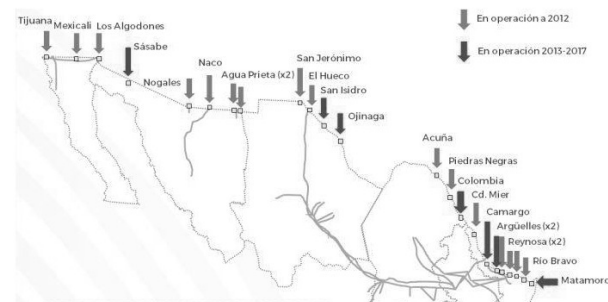 Tijuana
Mexicali
Los Algodones
Sásabe
Nogales
Naco
Agua Prieta (x2)
San Jerónimo
El Hueco
San Isidro
Ojinaga
En operación a 2012
En operación 2013-2017
Acuña
Piedras Negras
Colombia
Cd. Mier
Camargo
Argüelles (x2)
Reynosa (x2)
Río Bravo
Matamoro